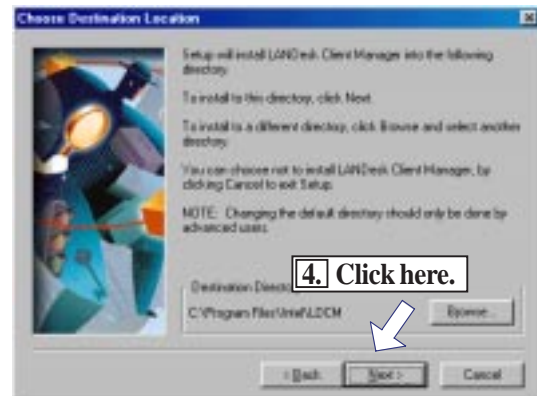 Choose Destination Location
Setup will install LANDesk Client Manager into the following
directory.
To install to this directory, click Next.
To install to a different directory, click Browse and select another
directory.
You can choose not to install LANDesk Client Manager, by
clicking Cancel to exit Setup.
NOTE: Changing the default directory should only be done by
advanced users.
4. Click here.
Destination Directory
C:\Program Files\Intel\LDCM
Browse...
< Back
Next >
Cancel